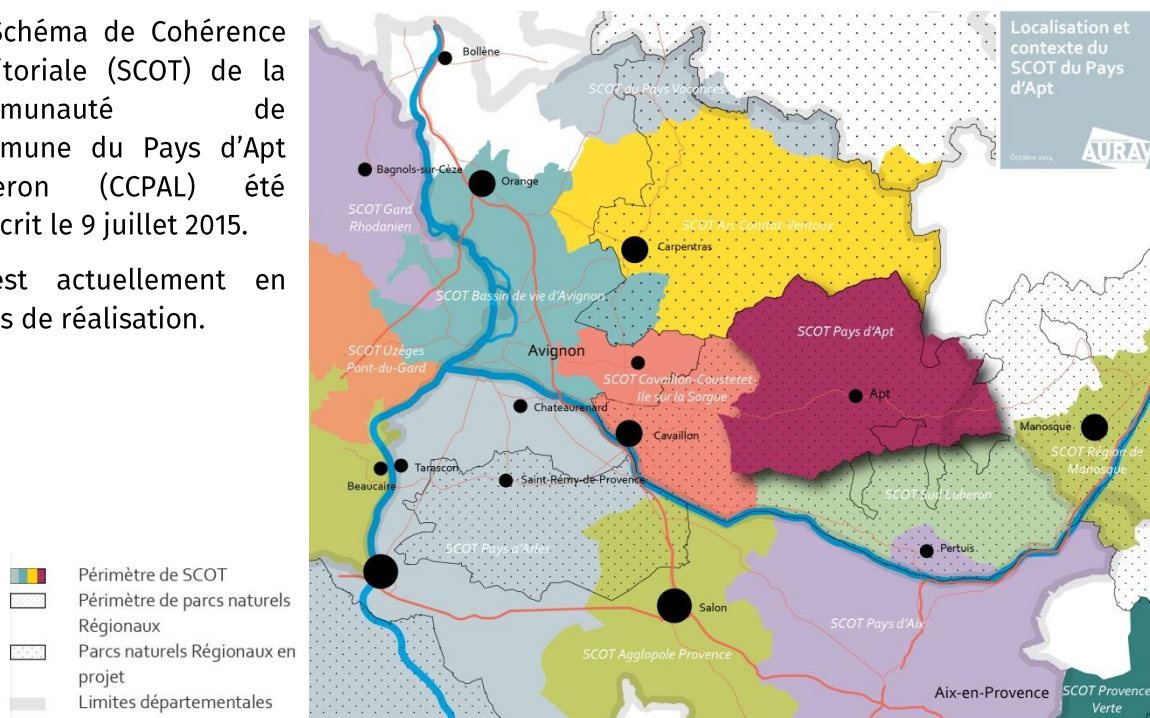 Schéma de Cohérence
itoriale (SCOT) de la
munauté de
mmune du Pays d'Apt
eron (CCPAL) été
crit le 9 juillet 2015.
est actuellement en
s de réalisation.
Périmètre de SCOT
Périmètre de parcs naturels
Régionaux
Parcs naturels Régionaux en
projet
Limites départementales
Localisation et
contexte du
SCOT du Pays
d'Apt
Octobre 2014
AURAV
Bollène
SCOT du Pays Voconces
Bagnols-sur-Cèze
Orange
SCOT Gard
Rhodanien
SCOT Arc Comtat-Ventoux
Carpentras
SCOT Bassin de vie d'Avignon
SCOT Pays d'Apt
SCOT Uzèges
Pont-du-Gard
Avignon
SCOT Cavaillon-Coustetet-
Ile sur la Sorgue
Apt
Chateaurenard
Cavaillon
Manosque
SCOT Région de
Manosque
Tarascon
Beaucaire
Saint-Rémy-de-Provence
SCOT Sud Luberon
SCOT Pays d'Arles
Pertuis
Salon
SCOT Pays d'Aix
SCOT Agglopole Provence
Aix-en-Provence
SCOT Provence
Verte